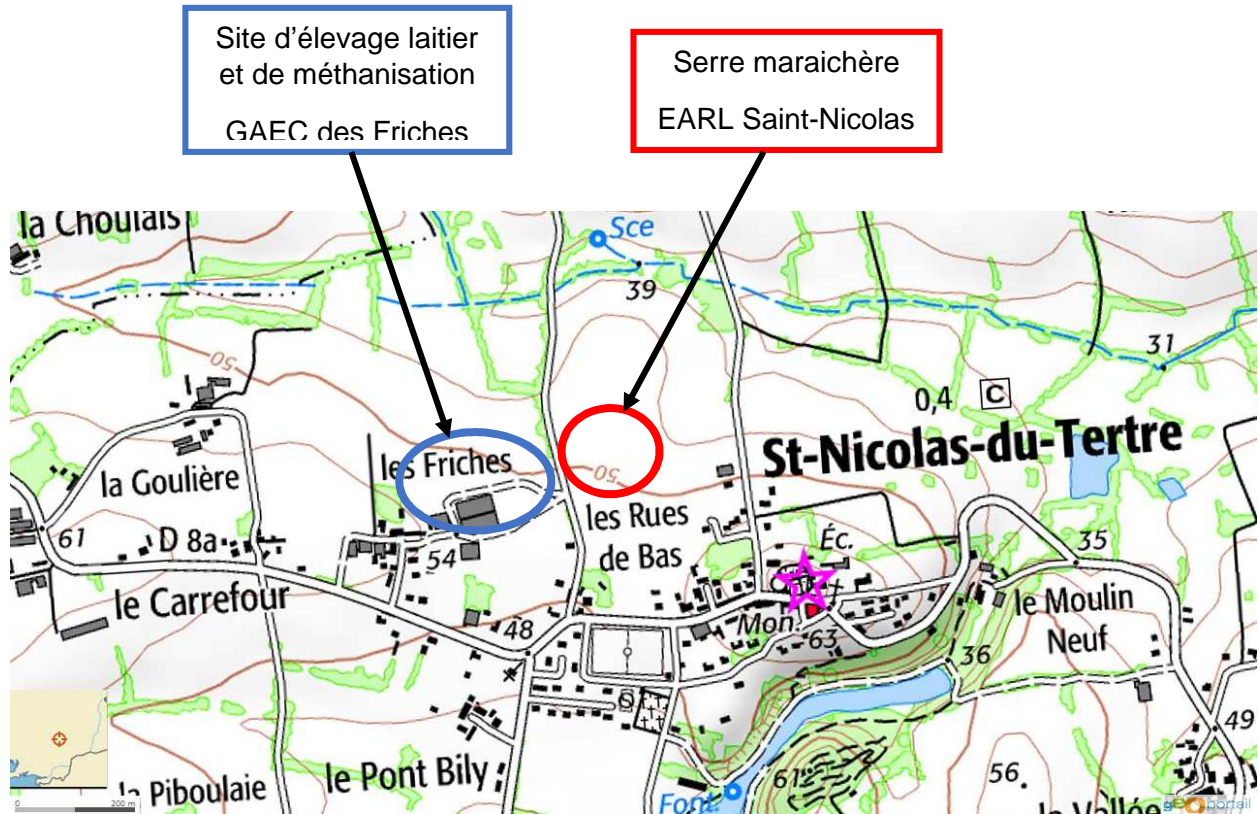 Site d'élevage laitier
et de méthanisation
GAEC des Friches
Serre maraichère
EARL Saint-Nicolas
la Choulais
Sce
39
50
31
0,4 C
St-Nicolas-du-Tertre
les Friches
50
la Goulière
les Rues
de Bas
Éc.
35
61
D 8a
54
le Carrefour
le Moulin
Neuf
Mon.
63
48
36
49
le Pont Bily
61
56
la Piboulaie
Font.
la Vallée
0 200 m
geoportail